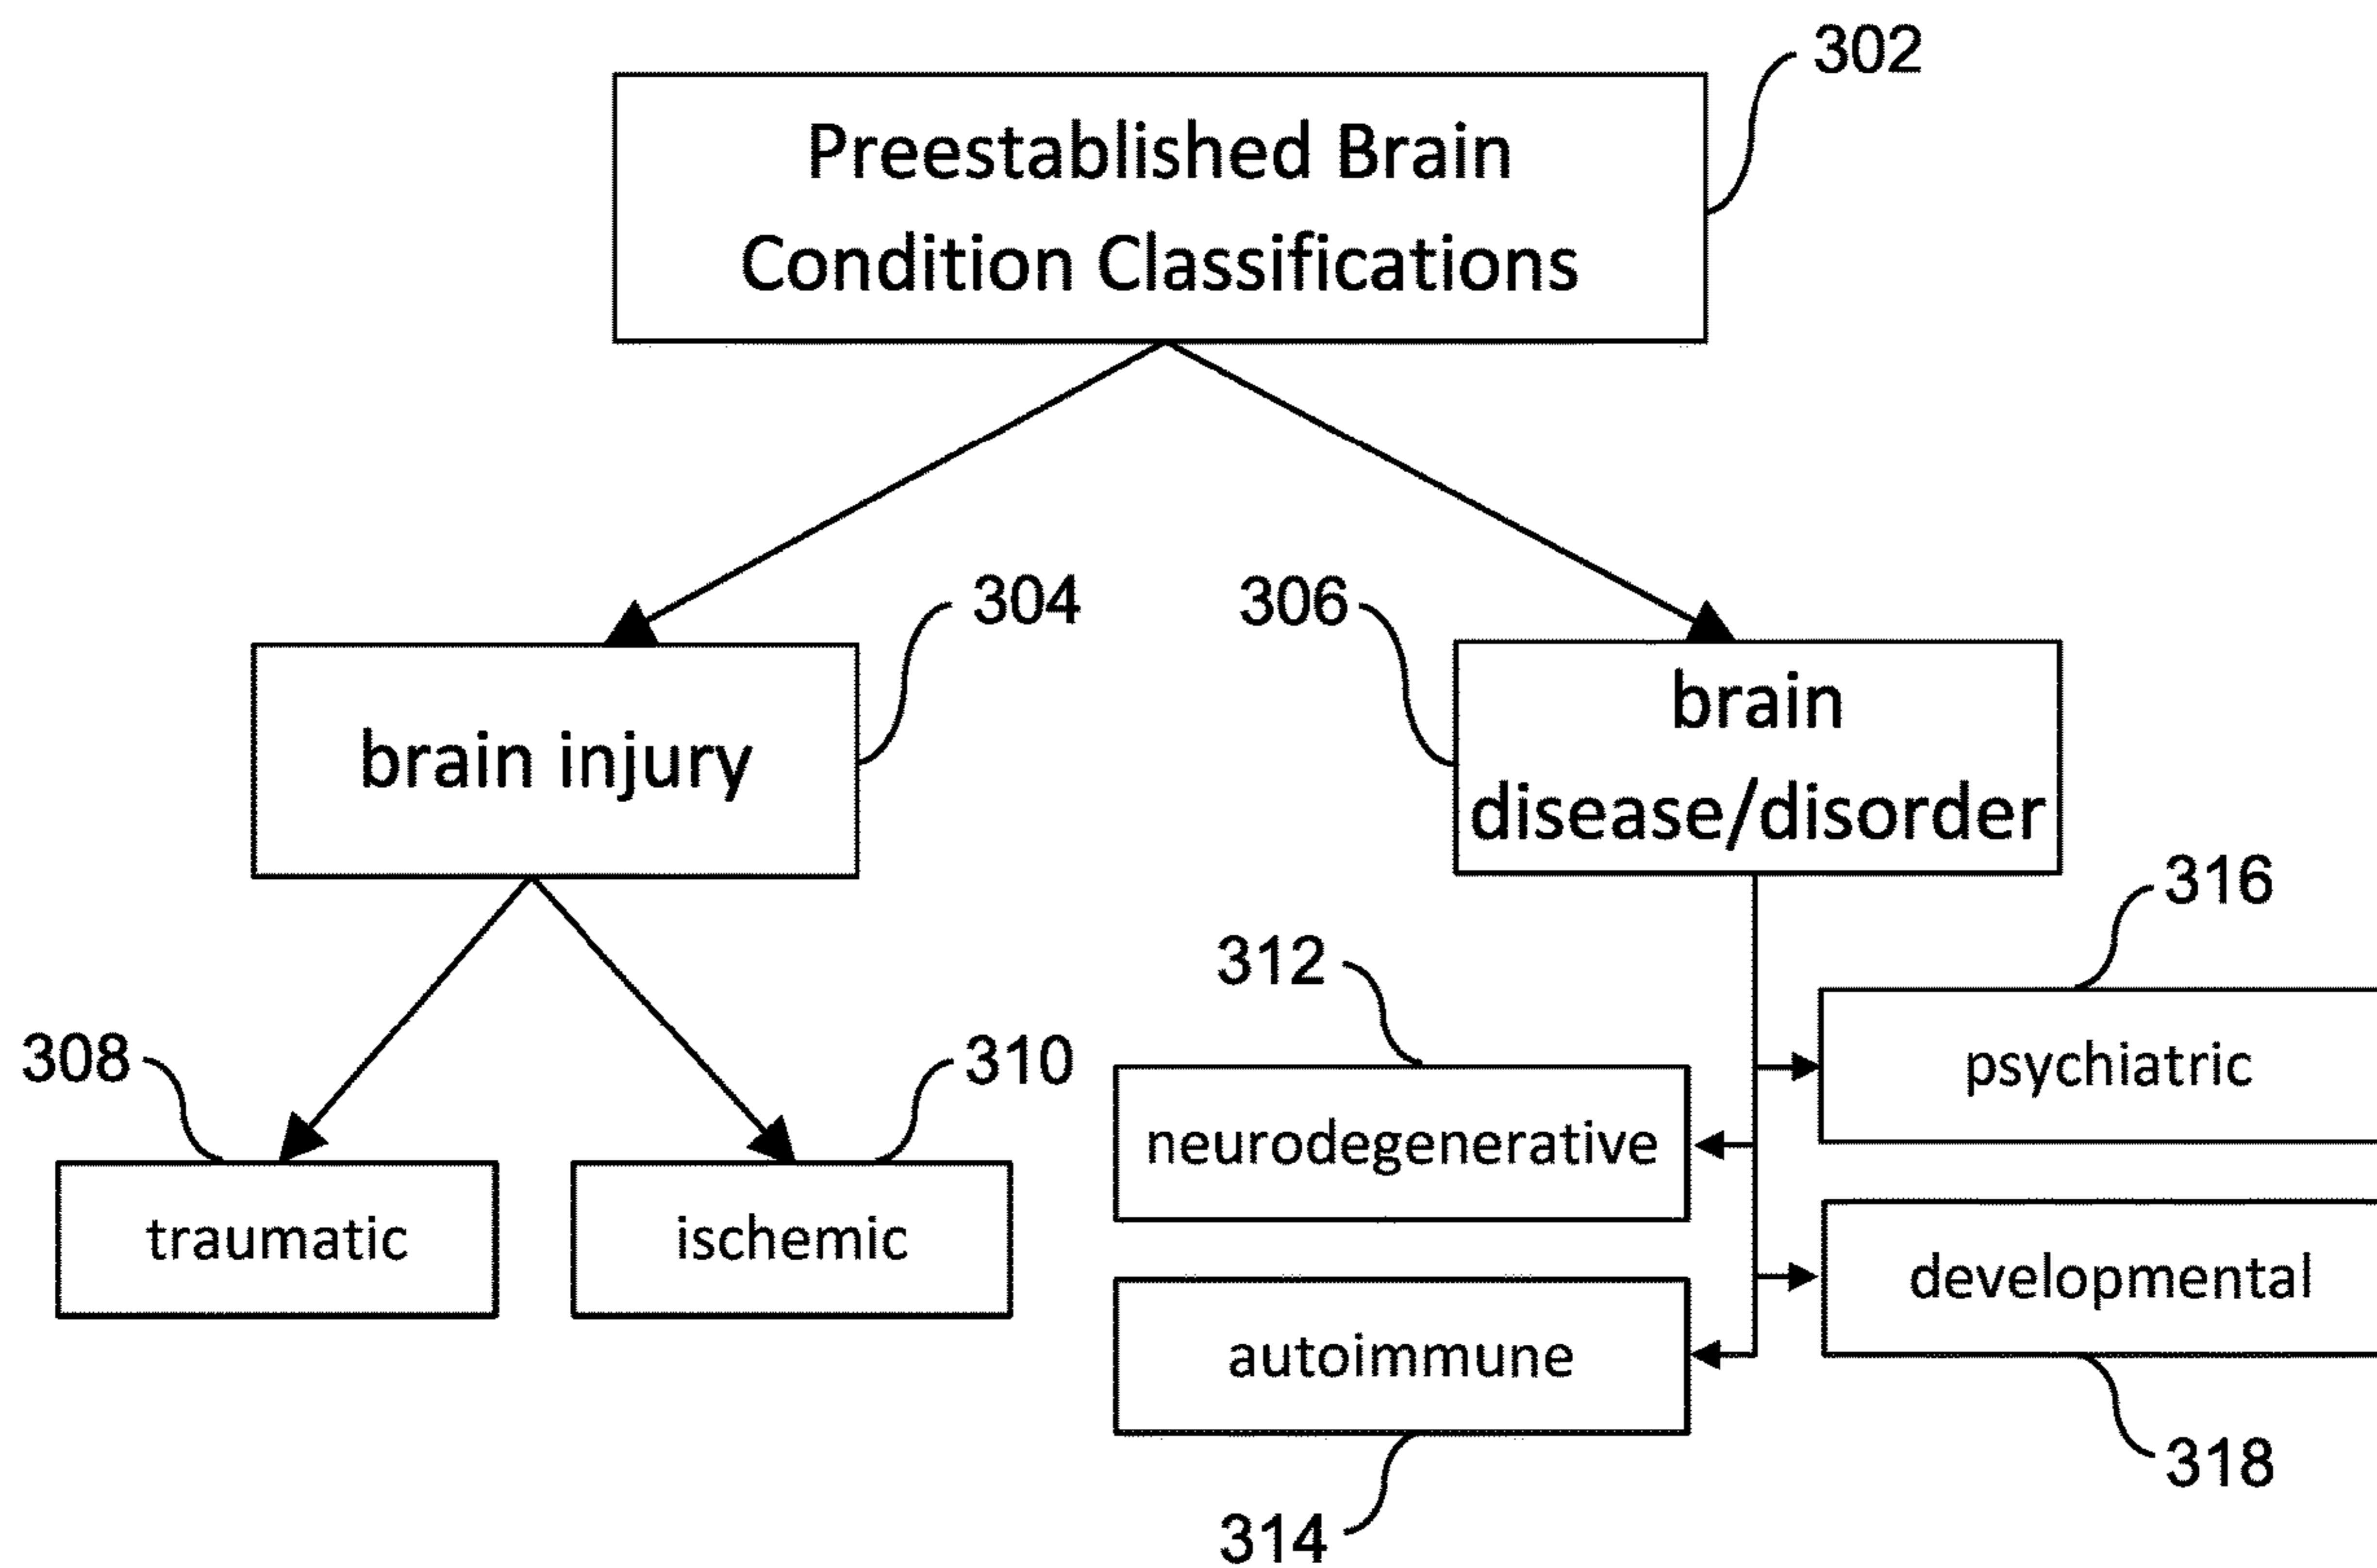 302
Preestablished Brain
Condition Classifications
304
306
brain injury
brain
disease/disorder
316
312
308
310
psychiatric
neurodegenerative
traumatic
ischemic
developmental
autoimmune
318
314